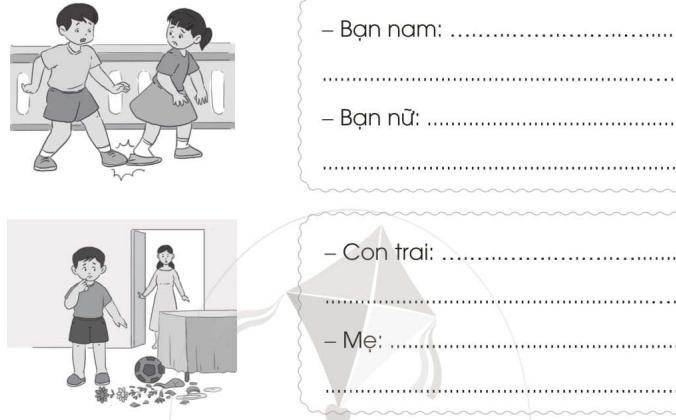 – Bạn nam: ................................
................................................
– Bạn nữ: ..................................
................................................
– Con trai: ................................
................................................
– Mẹ: ........................................
................................................